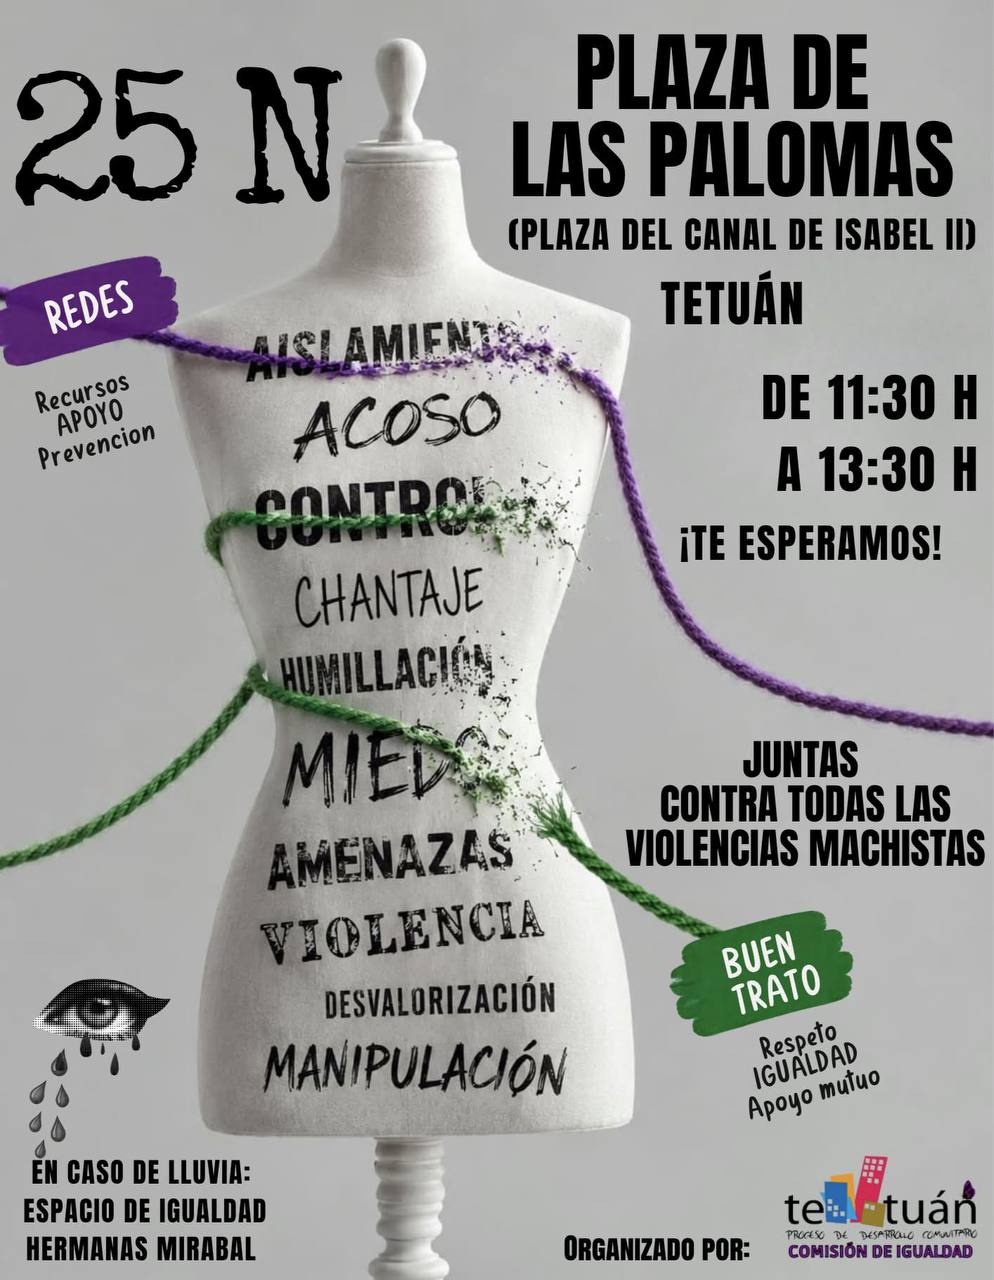 25 N
PLAZA DE
LAS PALOMAS
(PLAZA DEL CANAL DE ISABEL II)
TETUÁN
DE 11:30 H
A 13:30 H
¡TE ESPERAMOS!
REDES
Recursos
APOYO
Prevencion
AISLAMIENTO
ACOSO
CONTROL
CHANTAJE
HUMILLACIÓN
MIEDO
AMENAZAS
VIOLENCIA
DESVALORIZACIÓN
MANIPULACIÓN
JUNTAS
CONTRA TODAS LAS
VIOLENCIAS MACHISTAS
BUEN
TRATO
Respeto
IGUALDAD
Apoyo mutuo
EN CASO DE LLUVIA:
ESPACIO DE IGUALDAD
HERMANAS MIRABAL
ORGANIZADO POR:
tetuán
PROCESO DE DESARROLLO COMUNITARIO
COMISIÓN DE IGUALDAD